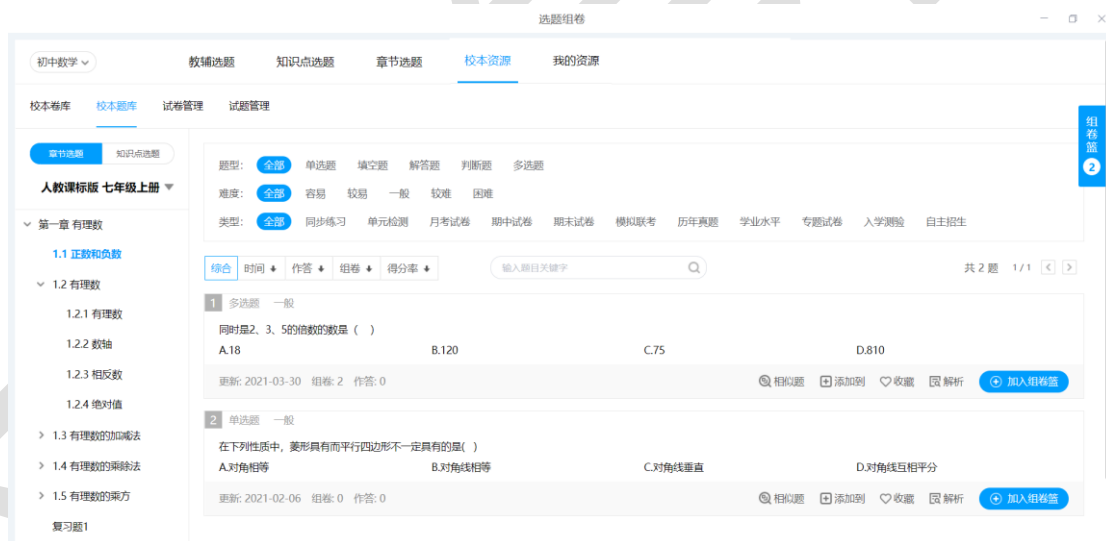 选题组卷
初中数学 教辅选题 知识点选题 章节选题 校本资源 我的资源
校本卷库 校本题库 试卷管理 试题管理
组卷篮 2
章节选题 知识点选题
人教课标版 七年级上册
第一章 有理数
1.1 正数和负数
1.2 有理数
1.2.1 有理数
1.2.2 数轴
1.2.3 相反数
1.2.4 绝对值
1.3 有理数的加减法
1.4 有理数的乘除法
1.5 有理数的乘方
复习题1
题型: 全部 单选题 填空题 解答题 判断题 多选题
难度: 全部 容易 较易 一般 较难 困难
类型: 全部 同步练习 单元检测 月考试卷 期中试卷 期末试卷 模拟联考 历年真题 学业水平 专题试卷 入学测验 自主招生
综合 时间 作答 组卷 得分率 输入题目关键字 共 2 题 1/1
1 多选题 一般
同时是2、3、5的倍数的数是（ ）
A.18 B.120 C.75 D.810
更新: 2021-03-30 组卷: 2 作答: 0 相似题 添加到 收藏 解析 加入组卷篮
2 单选题 一般
在下列性质中，菱形具有而平行四边形不一定具有的是( )
A.对角相等 B.对角线相等 C.对角线垂直 D.对角线互相平分
更新: 2021-02-06 组卷: 0 作答: 0 相似题 添加到 收藏 解析 加入组卷篮